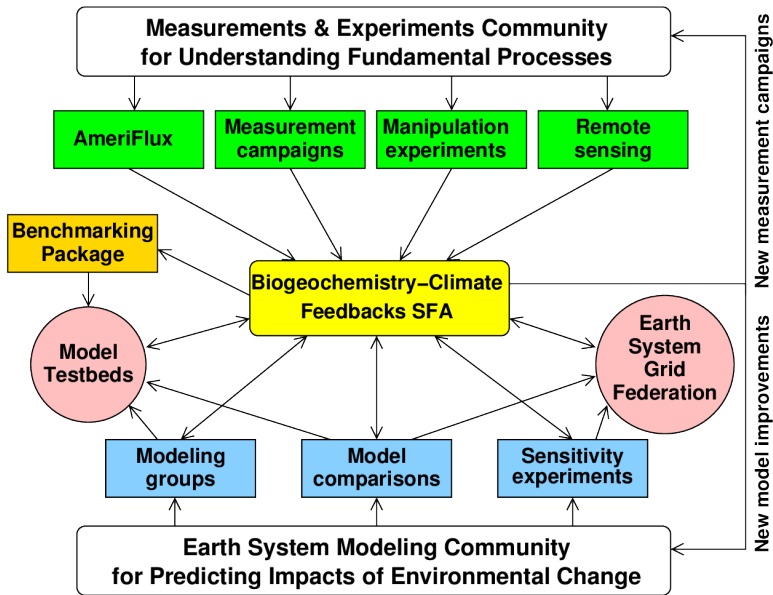 Measurements & Experiments Community
for Understanding Fundamental Processes
AmeriFlux
Measurement
campaigns
Manipulation
experiments
Remote
sensing
New measurement campaigns
Benchmarking
Package
Biogeochemistry–Climate
Feedbacks SFA
Model
Testbeds
Earth
System
Grid
Federation
New model improvements
Modeling
groups
Model
comparisons
Sensitivity
experiments
Earth System Modeling Community
for Predicting Impacts of Environmental Change